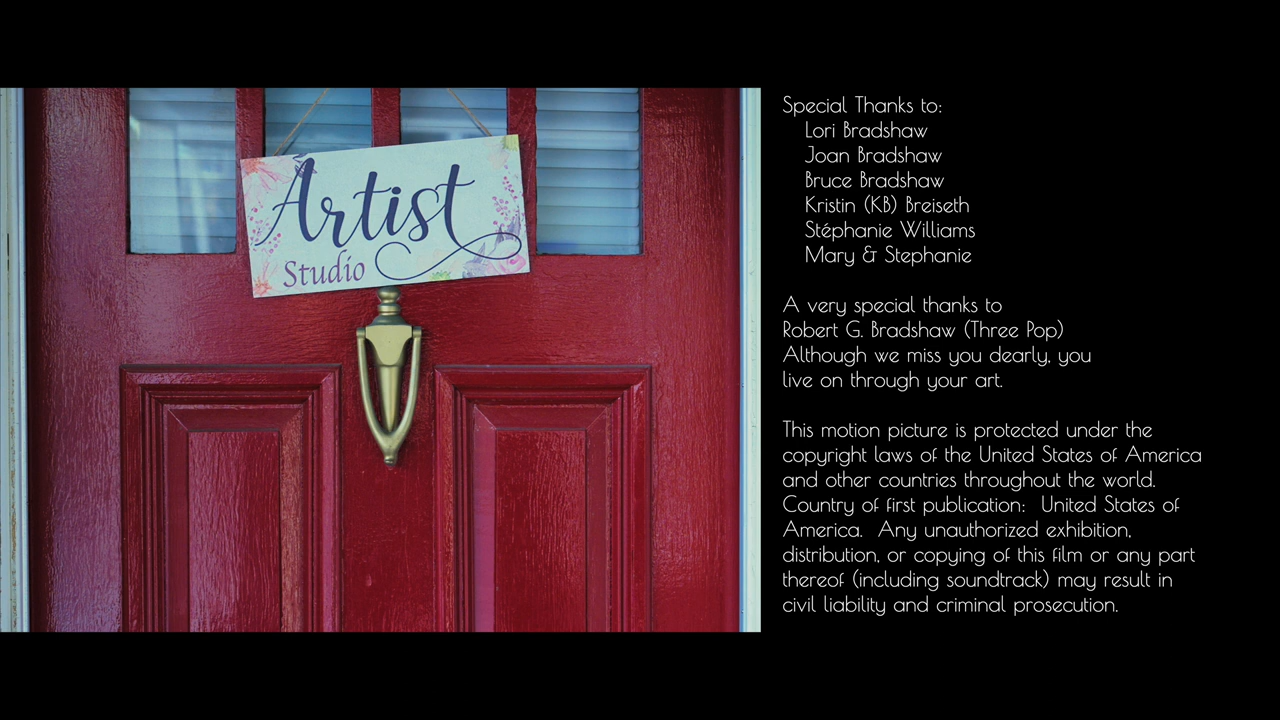 Artist
Studio
Special Thanks to:
Lori Bradshaw
Joan Bradshaw
Bruce Bradshaw
Kristin (KB) Breiseth
Stéphanie Williams
Mary & Stephanie
A very special thanks to
Robert G. Bradshaw (Three Pop)
Although we miss you dearly, you
live on through your art.
This motion picture is protected under the
copyright laws of the United States of America
and other countries throughout the world.
Country of first publication:  United States of
America.  Any unauthorized exhibition,
distribution, or copying of this film or any part
thereof (including soundtrack) may result in
civil liability and criminal prosecution.